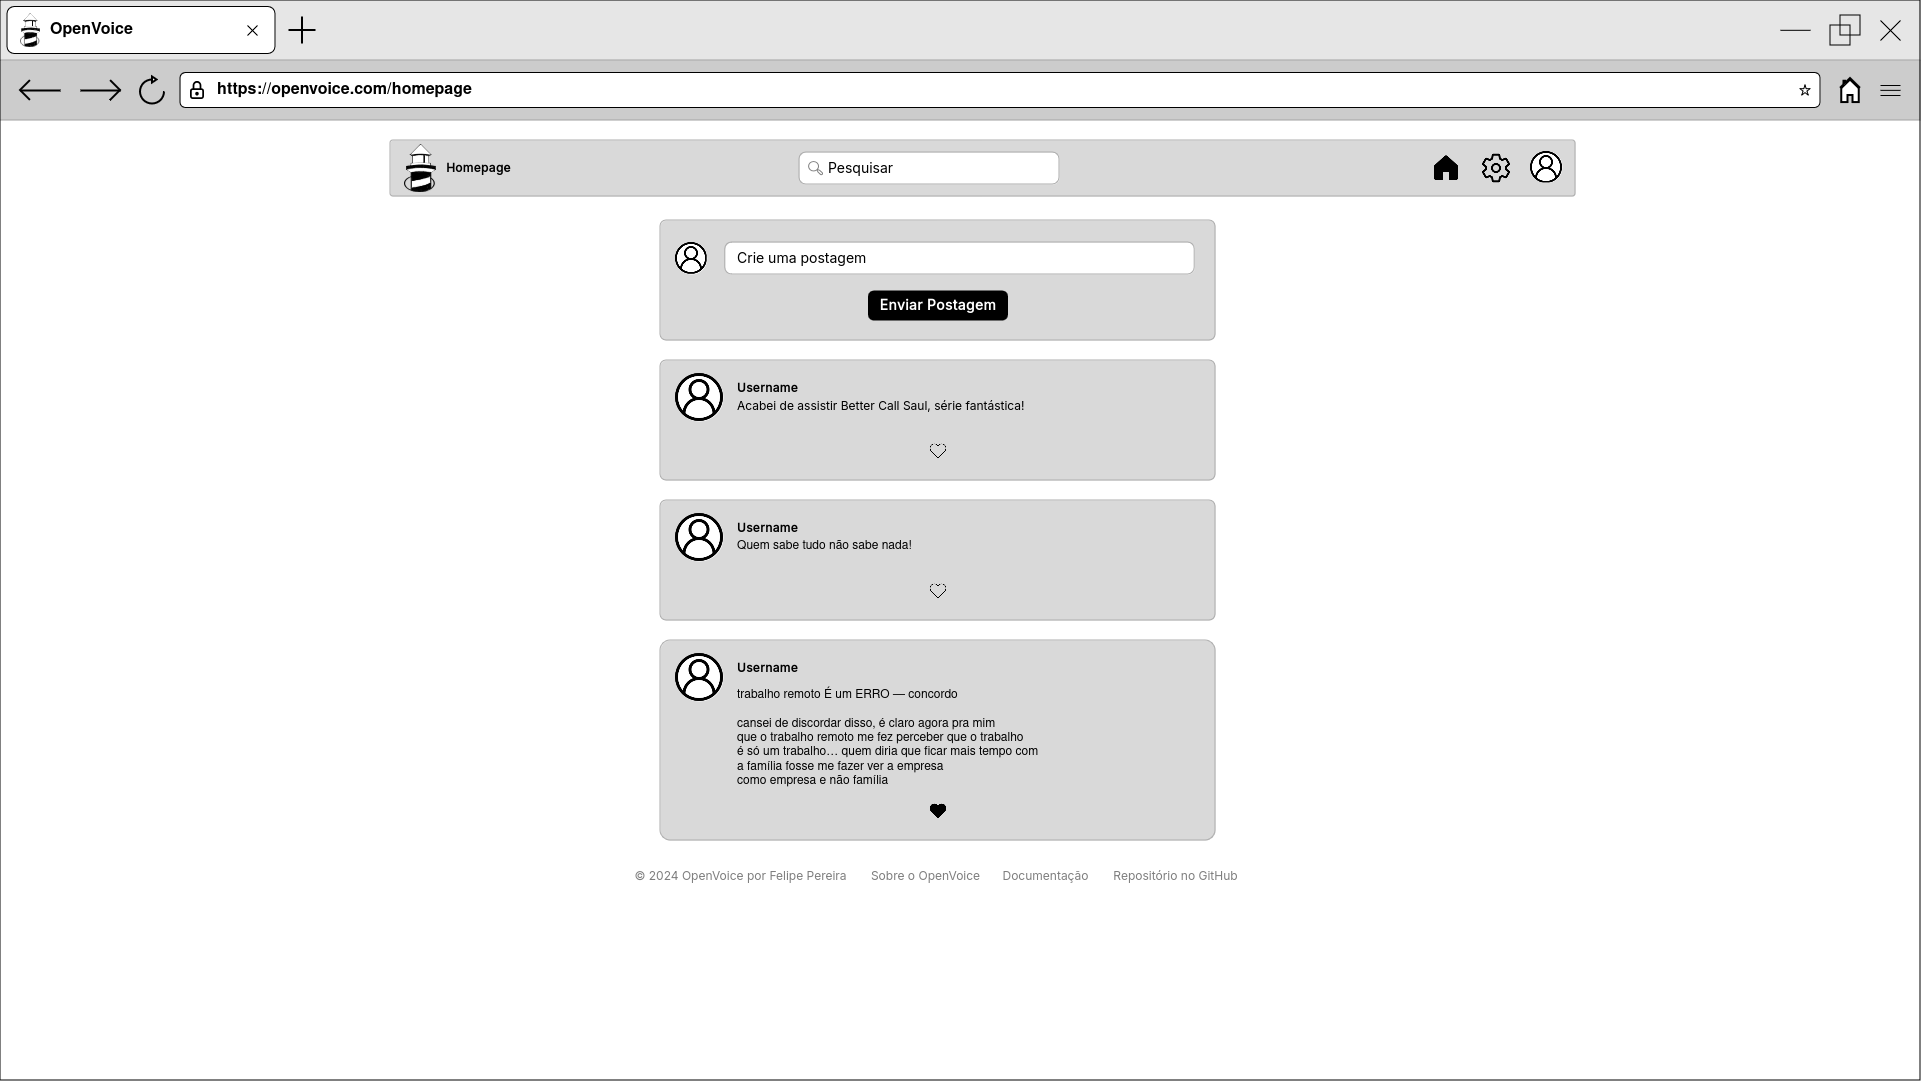 OpenVoice
https://openvoice.com/homepage
Homepage
Pesquisar
Crie uma postagem
Enviar Postagem
Username
Acabei de assistir Better Call Saul, série fantástica!
Username
Quem sabe tudo não sabe nada!
Username
trabalho remoto É um ERRO — concordo
cansei de discordar disso, é claro agora pra mim
que o trabalho remoto me fez perceber que o trabalho
é só um trabalho… quem diria que ficar mais tempo com
a família fosse me fazer ver a empresa
como empresa e não família
© 2024 OpenVoice por Felipe Pereira Sobre o OpenVoice Documentação Repositório no GitHub